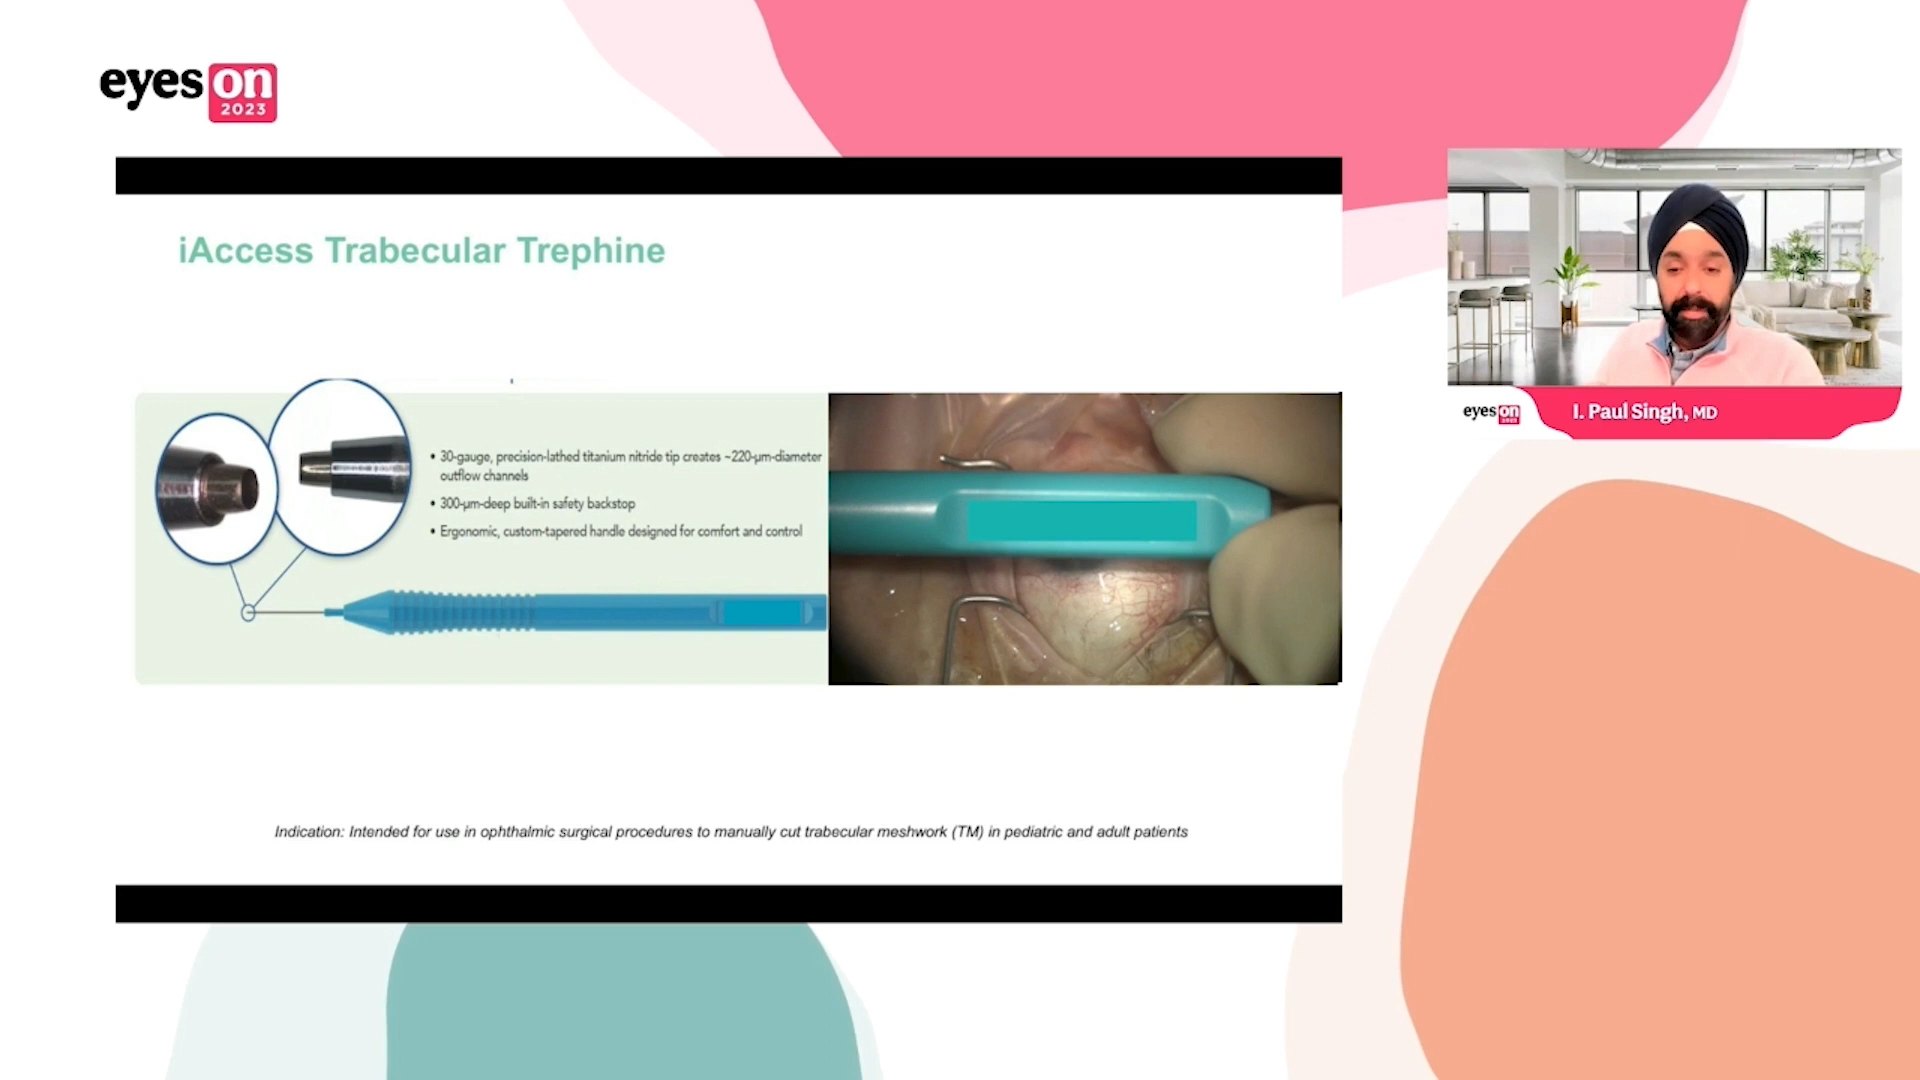 eyes on
2023
iAccess Trabecular Trephine
• 30-gauge, precision-lathed titanium nitride tip creates ~220-µm-diameter
outflow channels
• 300-µm-deep built-in safety backstop
• Ergonomic, custom-tapered handle designed for comfort and control
Indication: Intended for use in ophthalmic surgical procedures to manually cut trabecular meshwork (TM) in pediatric and adult patients
eyes on
2023
I. Paul Singh, MD